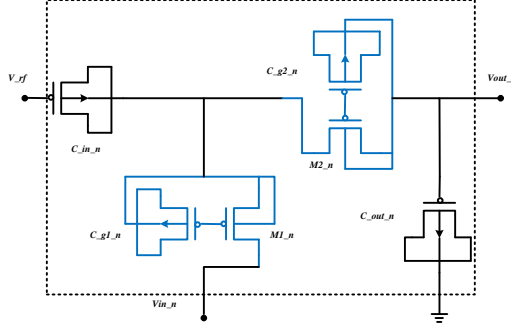 C_g2_n
V_rf
Vout_
C_in_n
M2_n
C_out_n
C_g1_n
M1_n
Vin_n